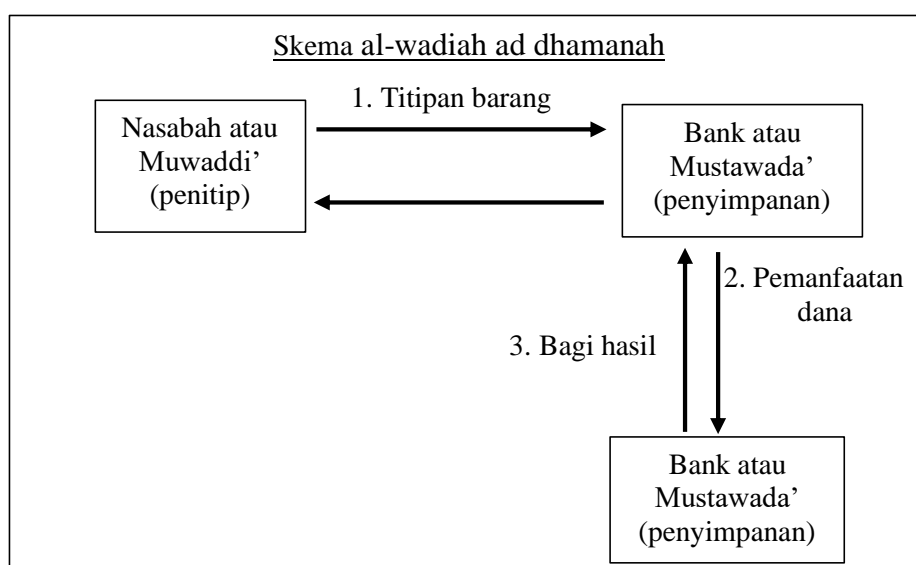 Skema al-wadiah ad dhamanah
1. Titipan barang
Nasabah atau
Muwaddi’
(penitip)
Bank atau
Mustawada’
(penyimpanan)
2. Pemanfaatan
dana
3. Bagi hasil
Bank atau
Mustawada’
(penyimpanan)